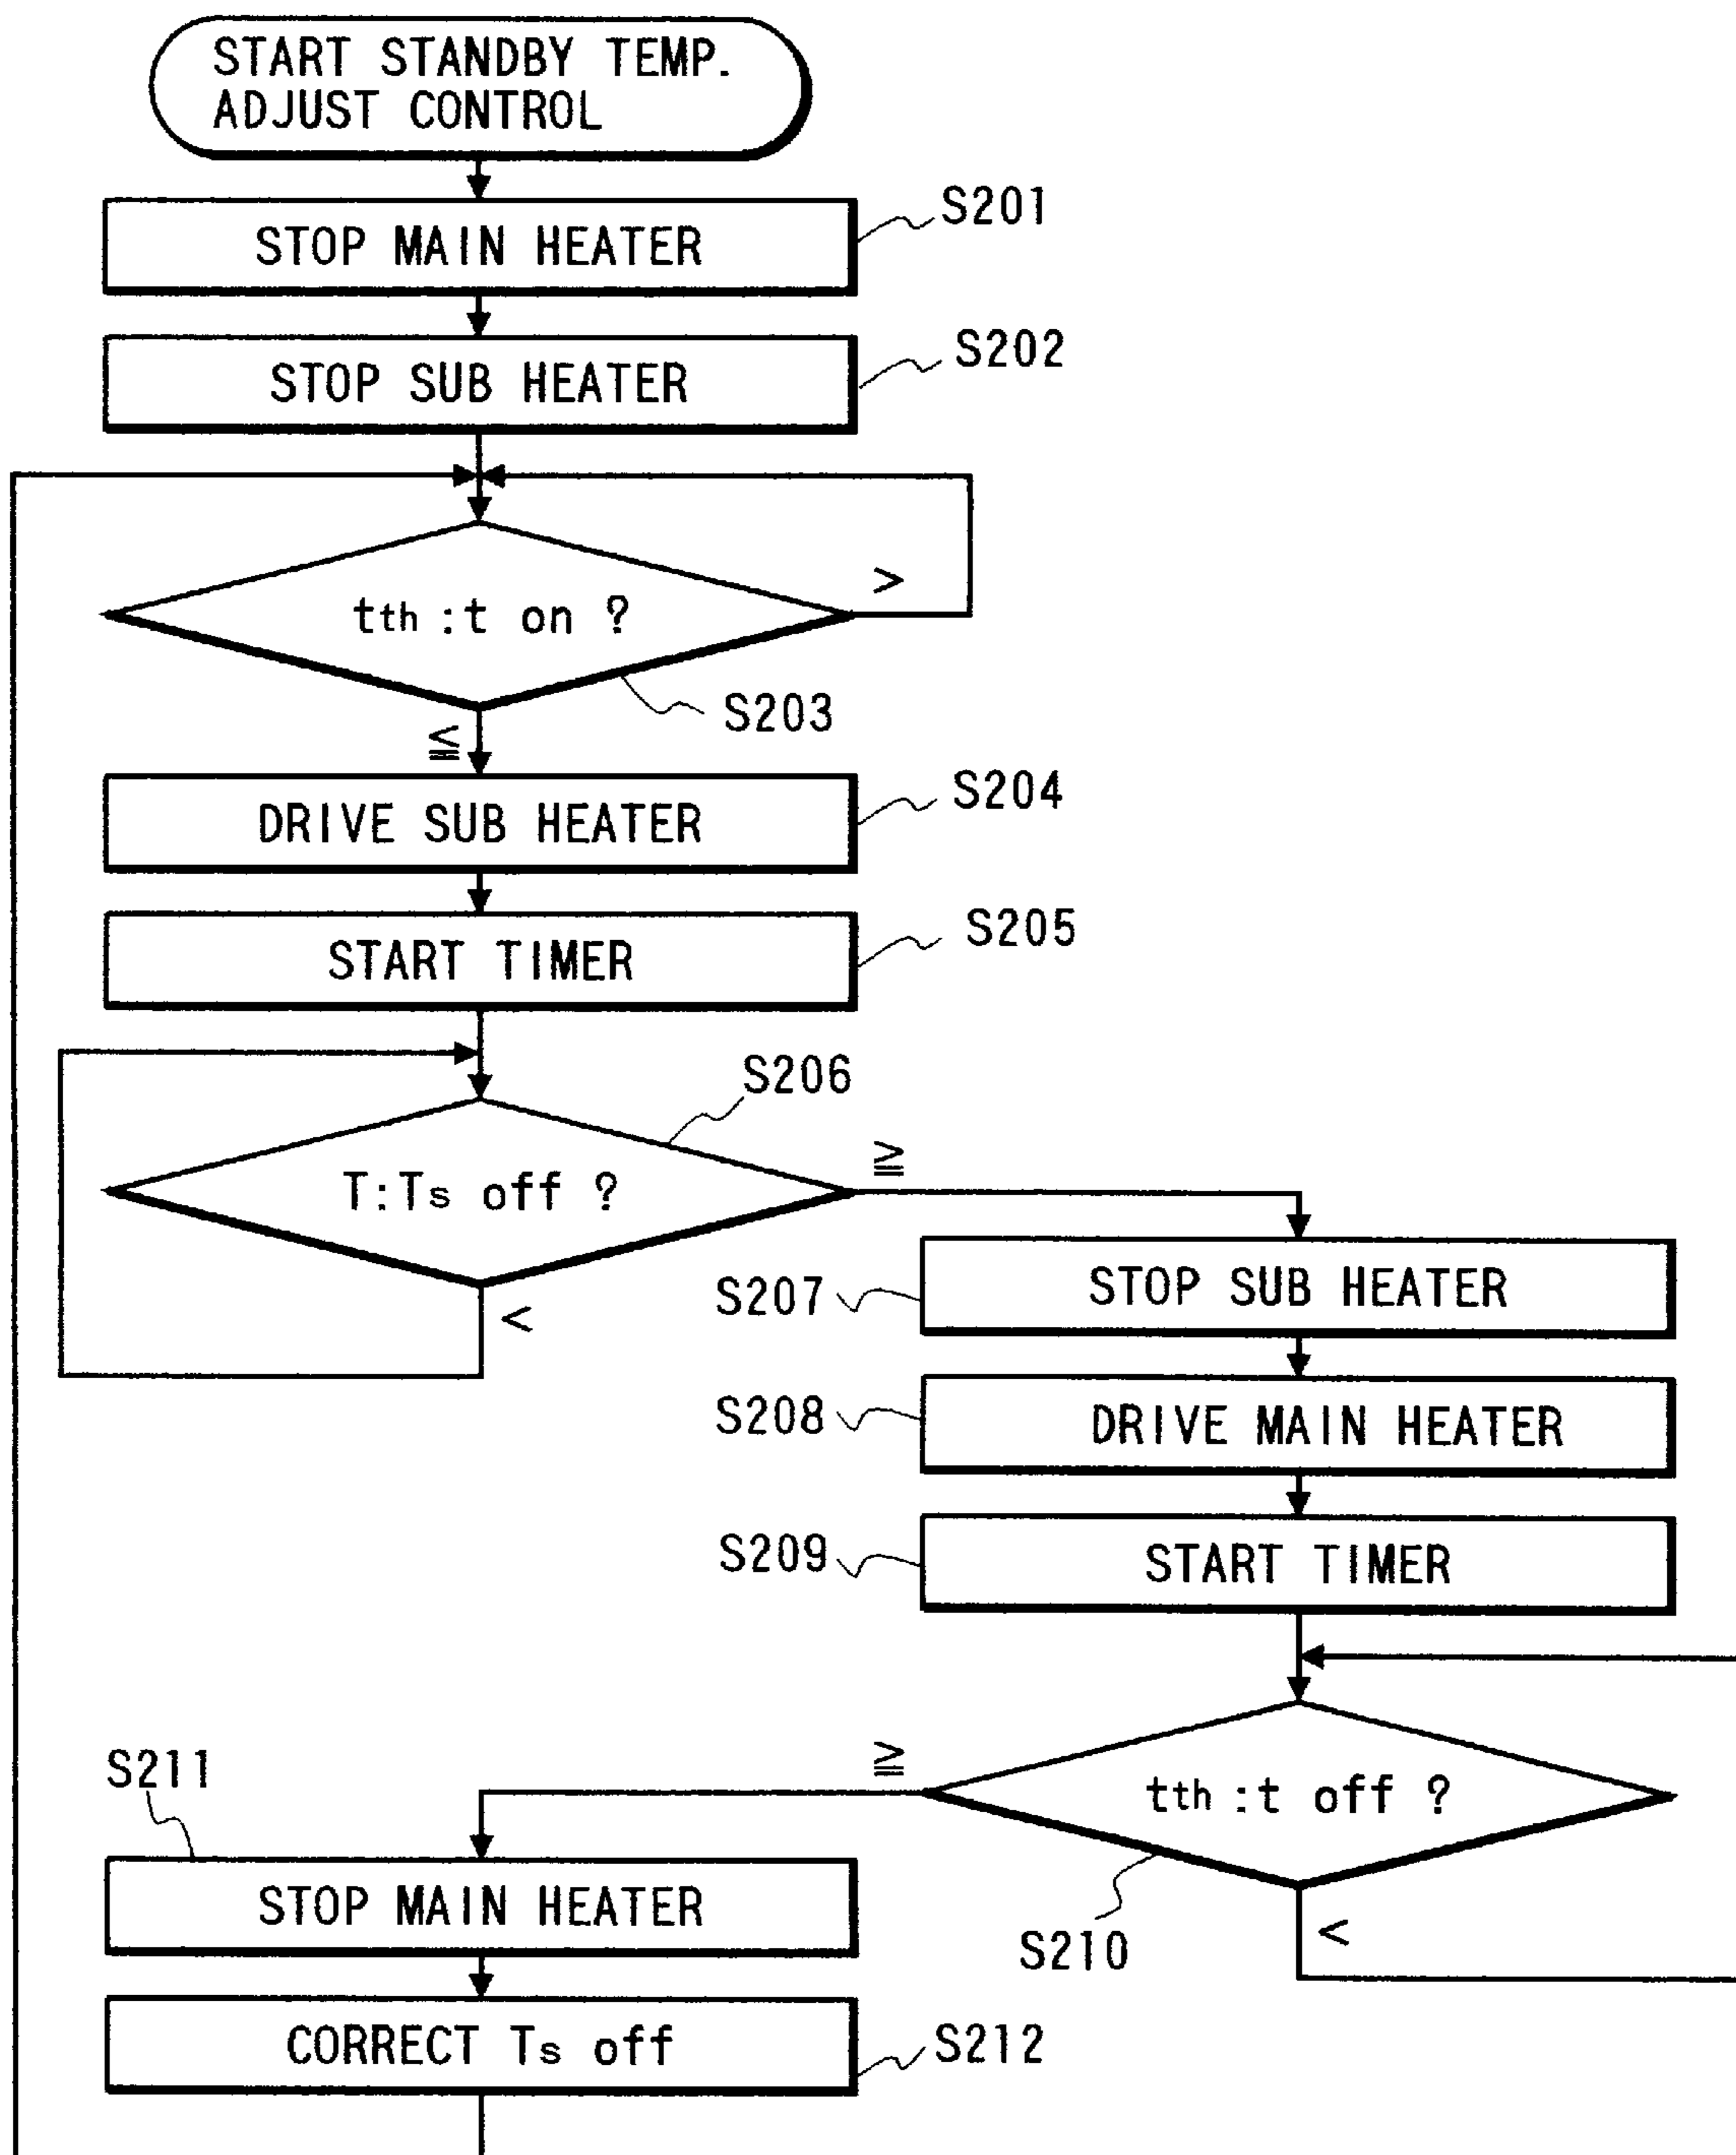 START STANDBY TEMP.
ADJUST CONTROL
STOP MAIN HEATER
S201
STOP SUB HEATER
S202
tth :t on ?
>
S203
≦
DRIVE SUB HEATER
S204
START TIMER
S205
S206
T:Ts off ?
≧
<
STOP SUB HEATER
S207
DRIVE MAIN HEATER
S208
START TIMER
S209
tth :t off ?
≧
<
S210
S211
STOP MAIN HEATER
CORRECT Ts off
S212